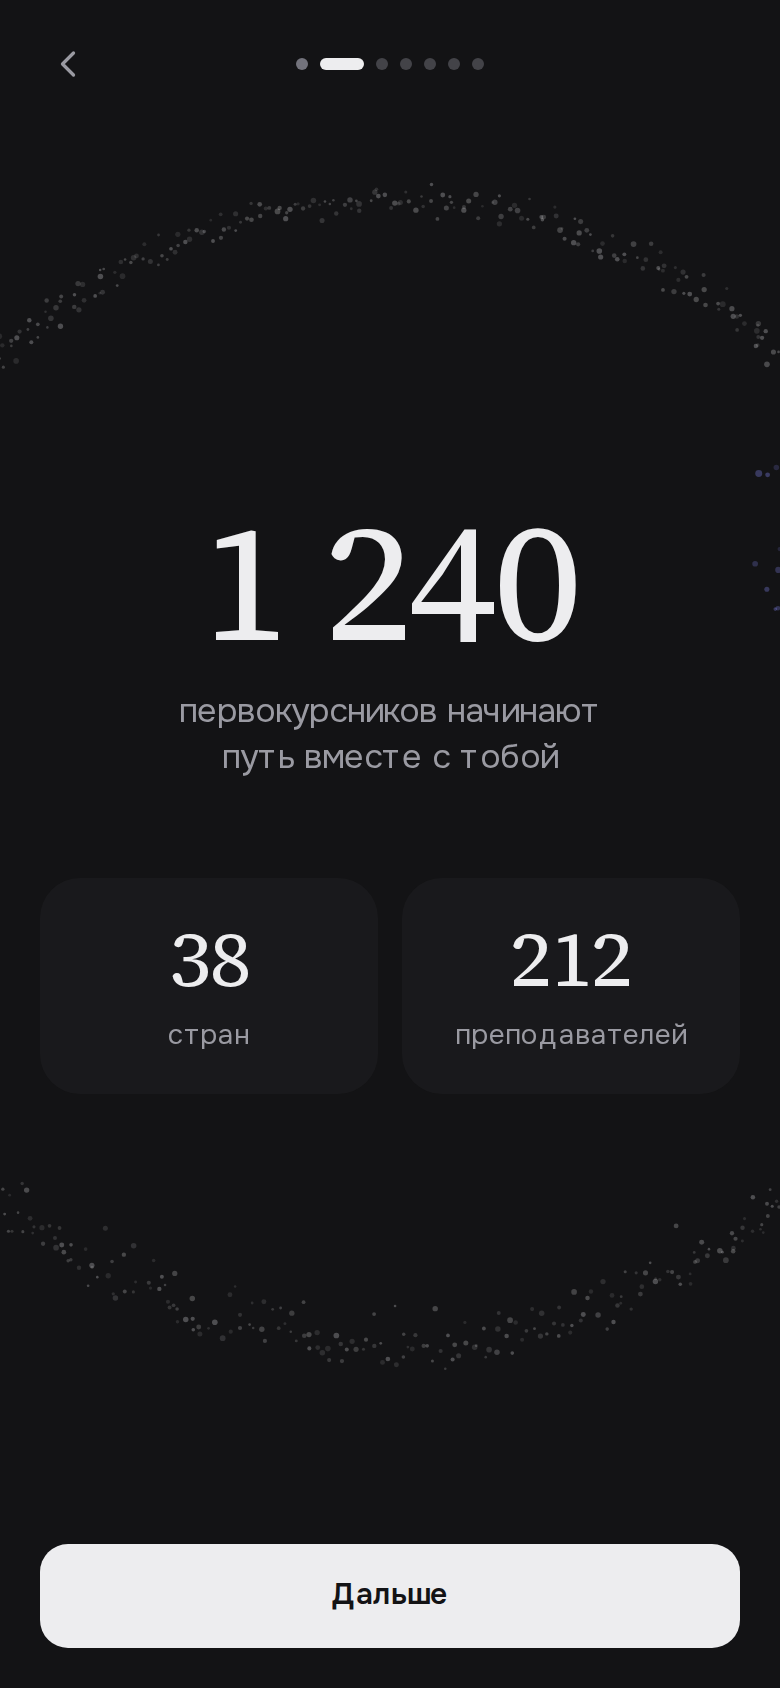 1 240
первокурсников начинают
путь вместе с тобой
38
стран
212
преподавателей
Дальше